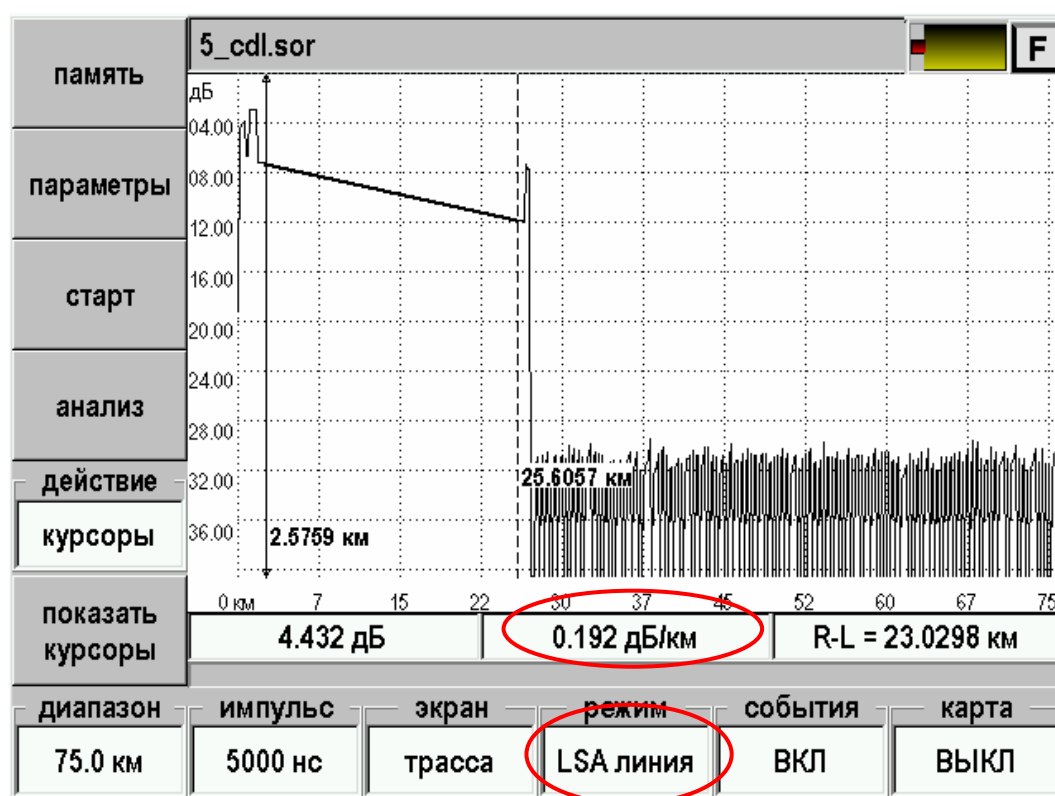 5_cdl.sor
F
память
параметры
старт
анализ
действие
курсоры
показать
курсоры
дБ
04.00
08.00
12.00
16.00
20.00
24.00
28.00
32.00
36.00
25.6057 км
2.5759 км
0 км 7 15 22 30 37 45 52 60 67 75
4.432 дБ 0.192 дБ/км R-L = 23.0298 км
диапазон импульс экран режим события карта
75.0 км 5000 нс трасса LSA линия ВКЛ ВЫКЛ